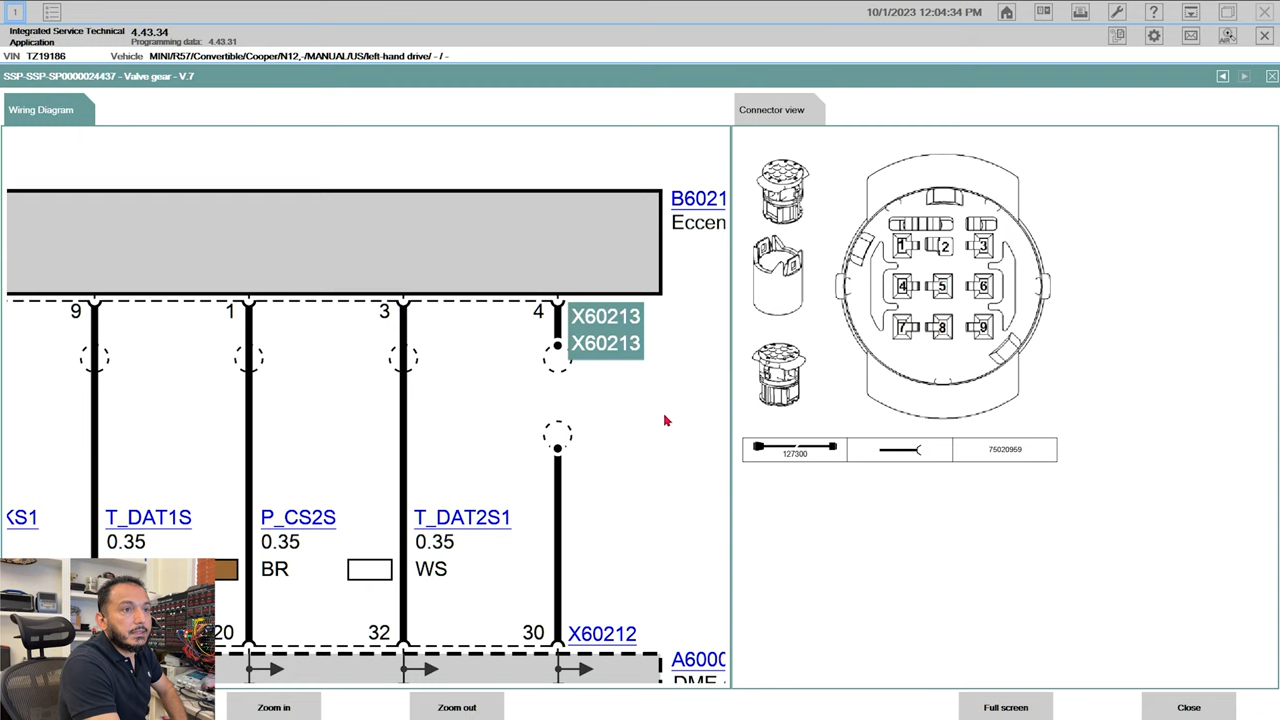 1
10/1/2023 12:04:34 PM
Integrated Service Technical Application 4.43.34
Programming data: 4.43.31
VIN TZ19186 Vehicle MINI/R57/Convertible/Cooper/N12,-/MANUAL/US/left-hand drive/ - / -
SSP-SSP-SP0000024437 - Valve gear - V.7
Wiring Diagram
Connector view
B6021
Eccen
9 1 3 4
X60213
X60213
KS1 T_DAT1S P_CS2S T_DAT2S1
0.35 0.35 0.35
BR WS
20 32 30 X60212
A6000
DME
1 2 3
4 5 6
7 8 9
127300 75020959
Zoom in Zoom out Full screen Close